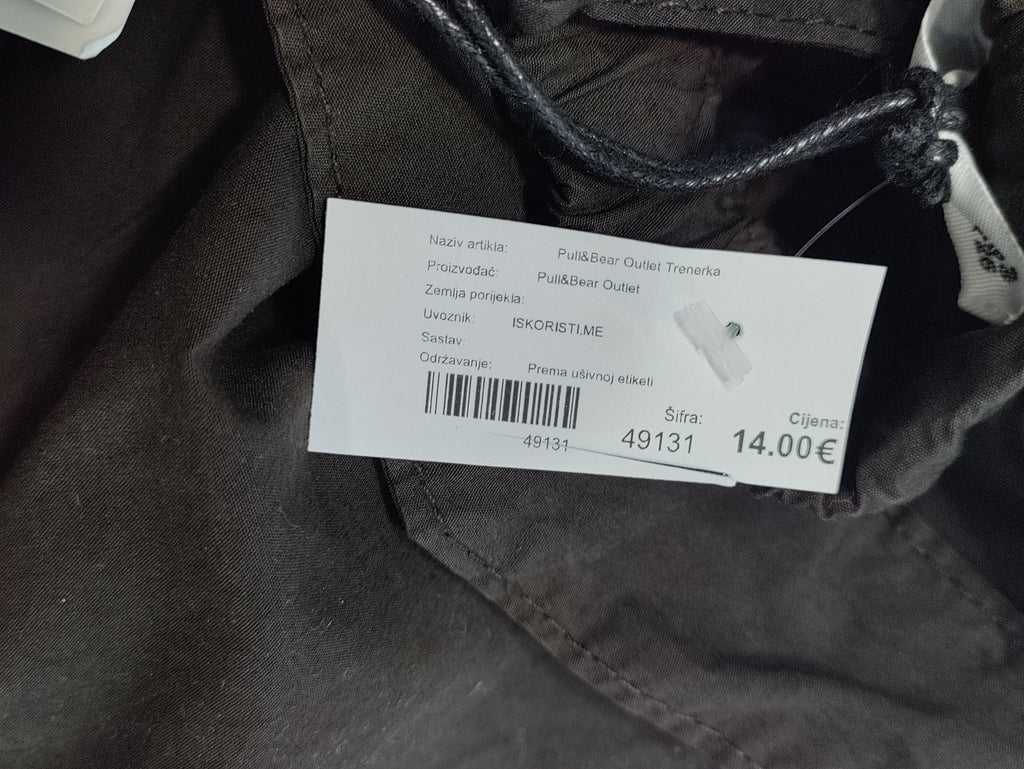 Naziv artikla: Pull&Bear Outlet Trenerka
Proizvođač: Pull&Bear Outlet
Zemlja porijekla:
Uvoznik: ISKORISTI.ME
Sastav:
Održavanje: Prema ušivnoj etiketi
49131
Šifra:
49131
Cijena:
14.00€